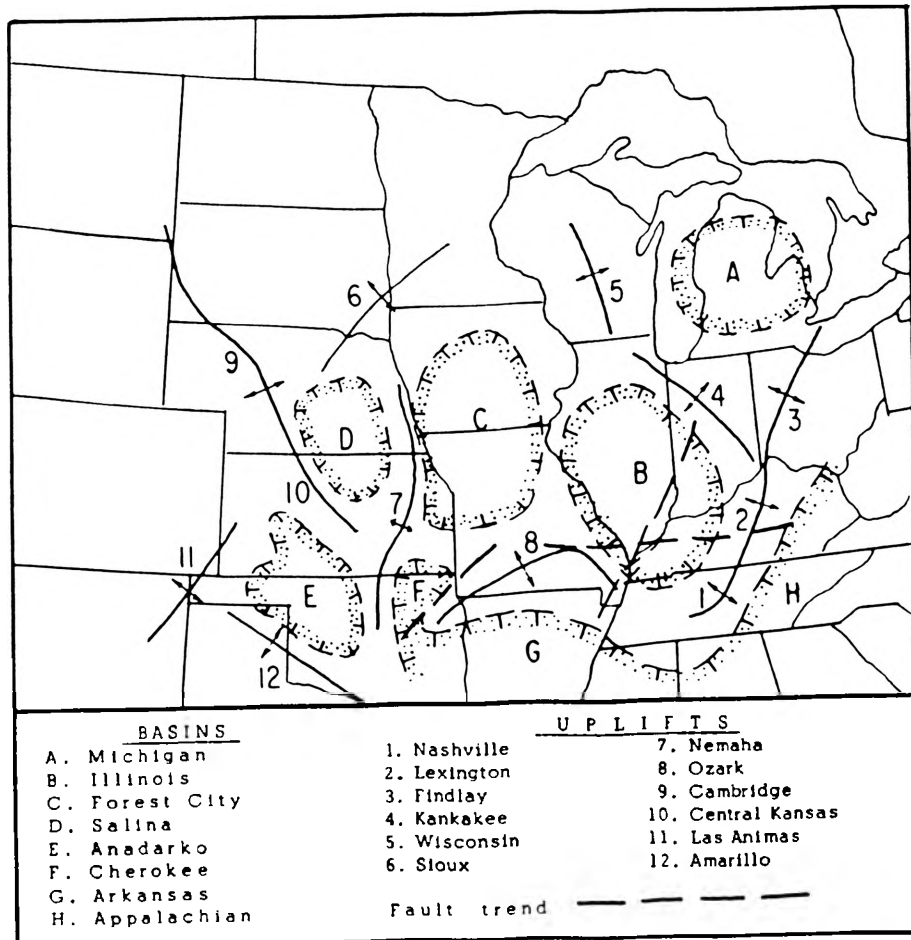 A
5
6
9
4
3
C
D
B
10
7
2
8
11
E
F
1
H
G
12
BASINS
A. Michigan
B. Illinois
C. Forest City
D. Salina
E. Anadarko
F. Cherokee
G. Arkansas
H. Appalachian
UPLIFTS
1. Nashville
2. Lexington
3. Findlay
4. Kankakee
5. Wisconsin
6. Sioux
7. Nemaha
8. Ozark
9. Cambridge
10. Central Kansas
11. Las Animas
12. Amarillo
Fault trend